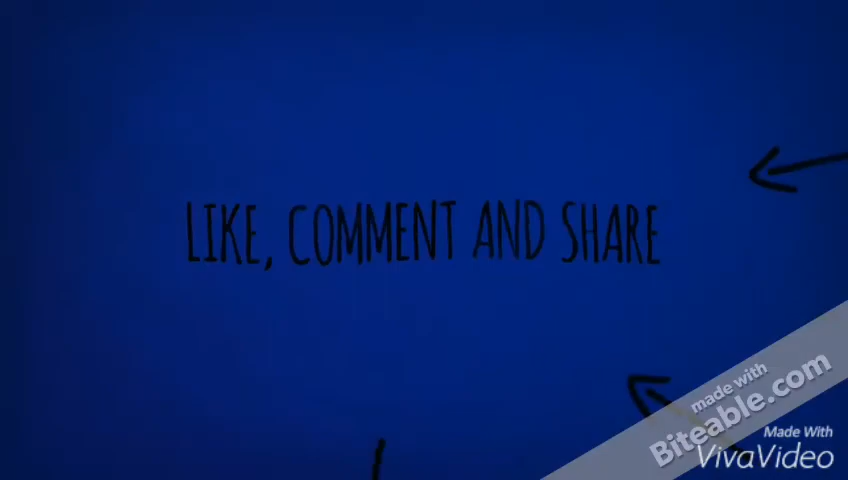 LIKE, COMMENT AND SHARE
made with
Biteable.com
Made With
VivaVideo